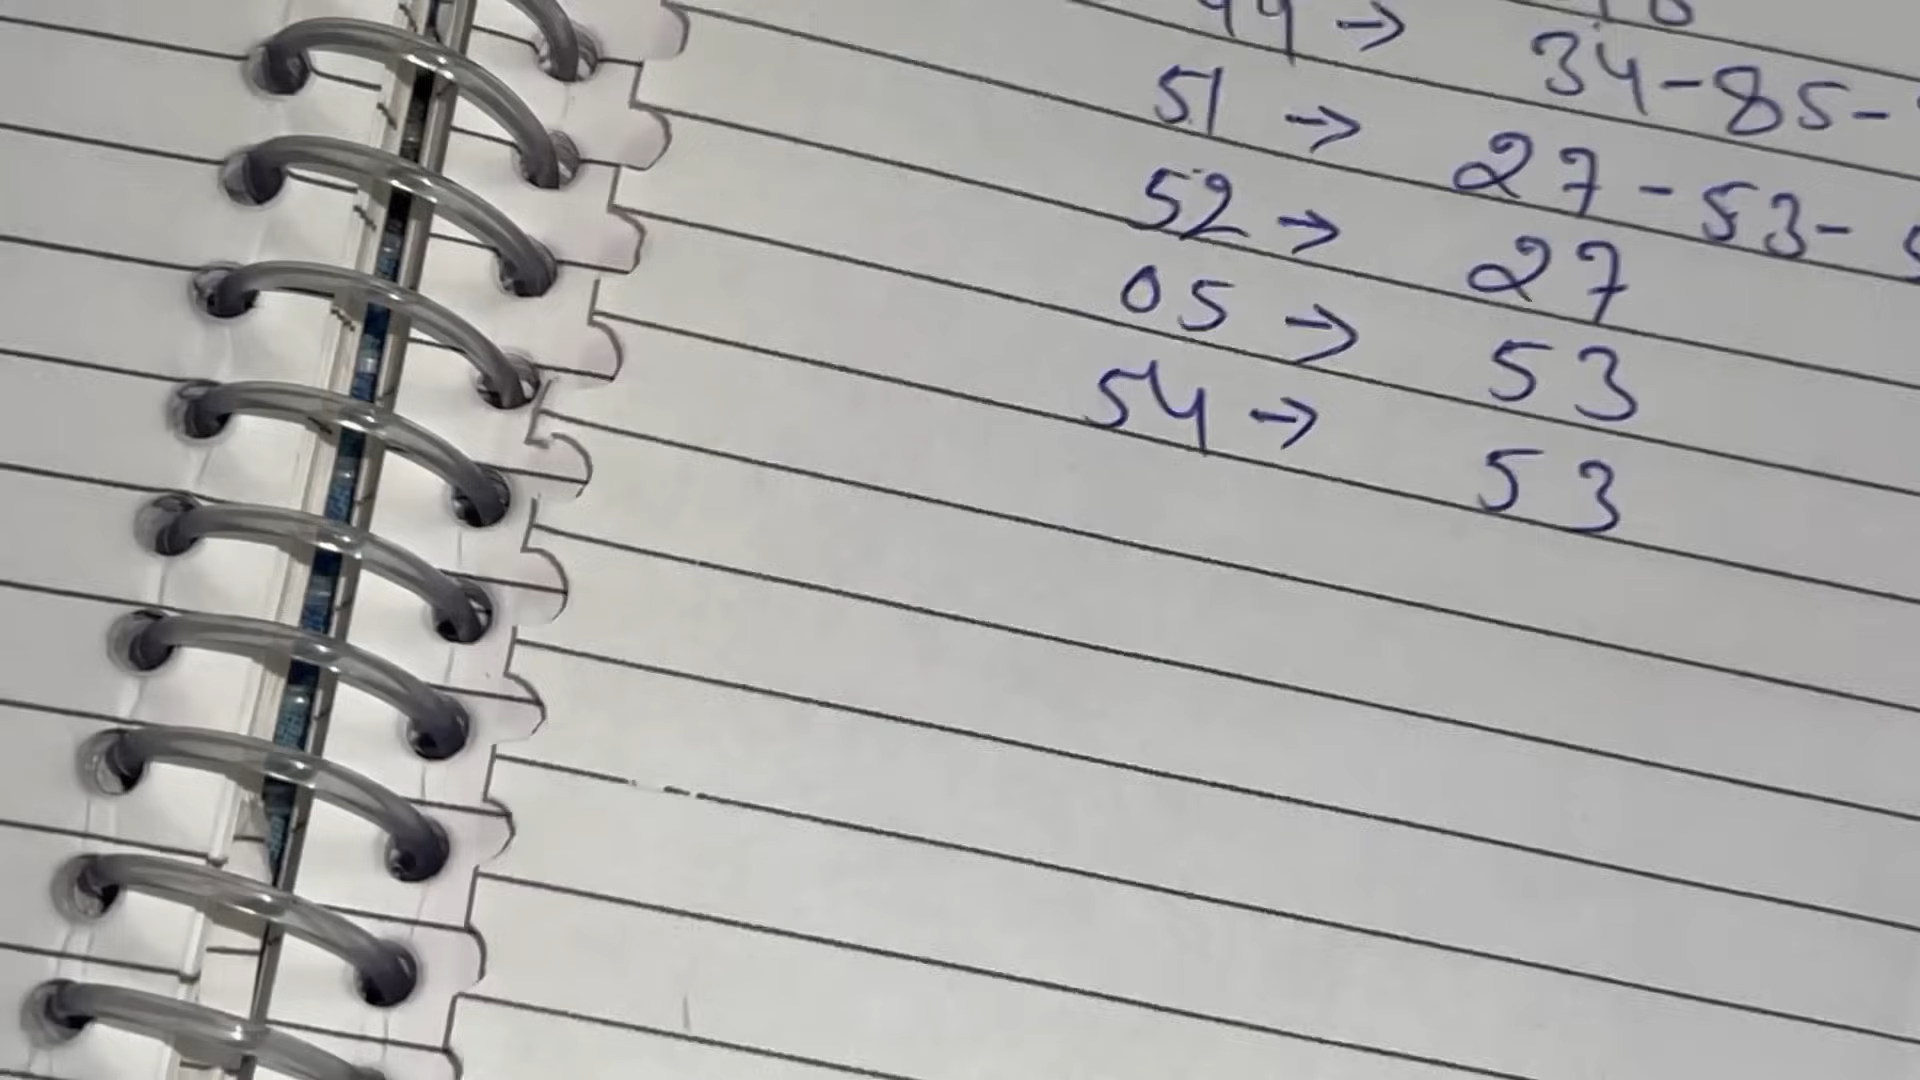 → 34-85-
51 → 27-53-
52 → 27
05 → 53
54 → 53